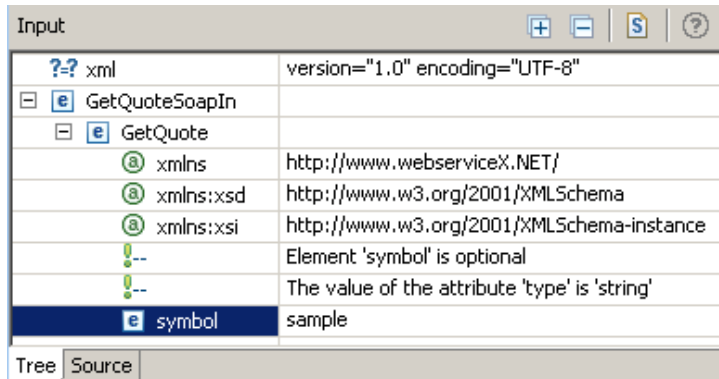 Input
?=? xml version="1.0" encoding="UTF-8"
e GetQuoteSoapIn
e GetQuote
a xmlns http://www.webserviceX.NET/
a xmlns:xsd http://www.w3.org/2001/XMLSchema
a xmlns:xsi http://www.w3.org/2001/XMLSchema-instance
!-- Element 'symbol' is optional
!-- The value of the attribute 'type' is 'string'
e symbol sample
Tree Source